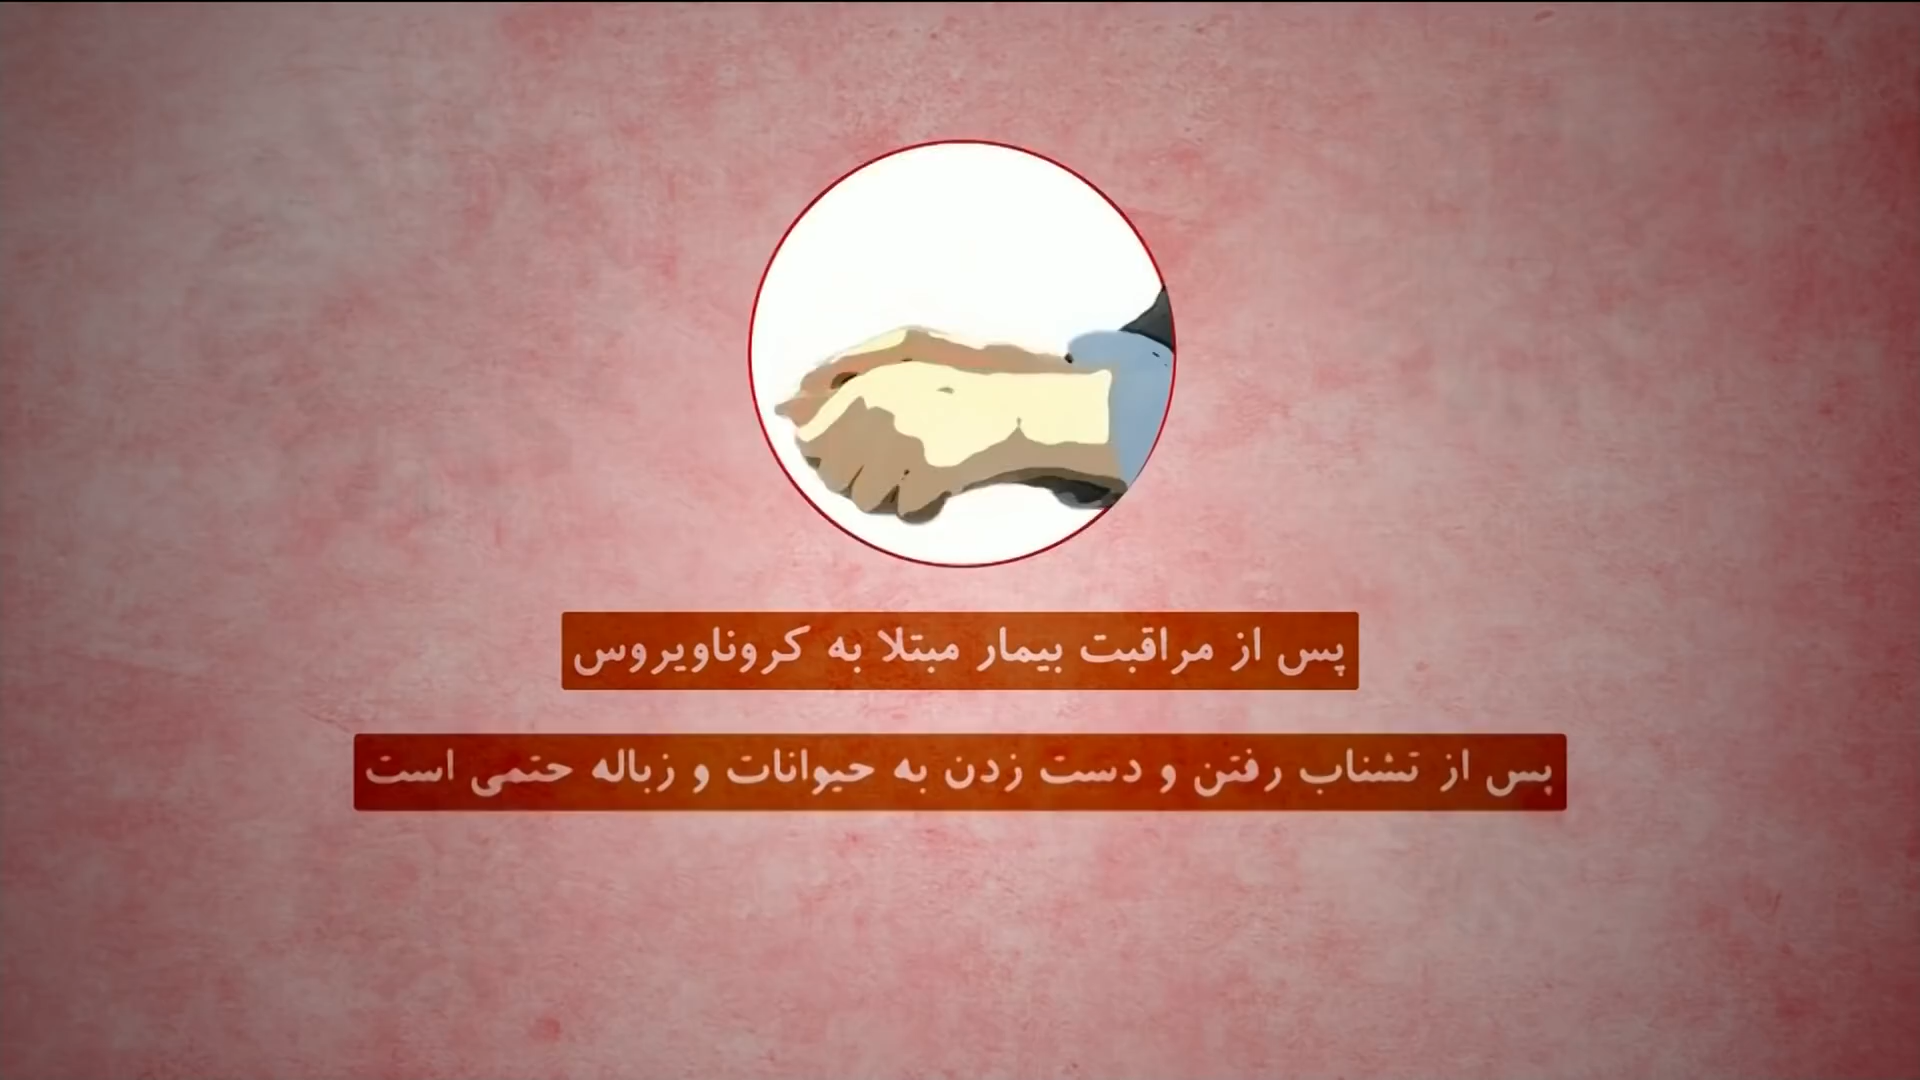 پس از مراقبت بیمار مبتلا به کروناویروس
پس از تشناب رفتن و دست زدن به حیوانات و زباله حتمی است